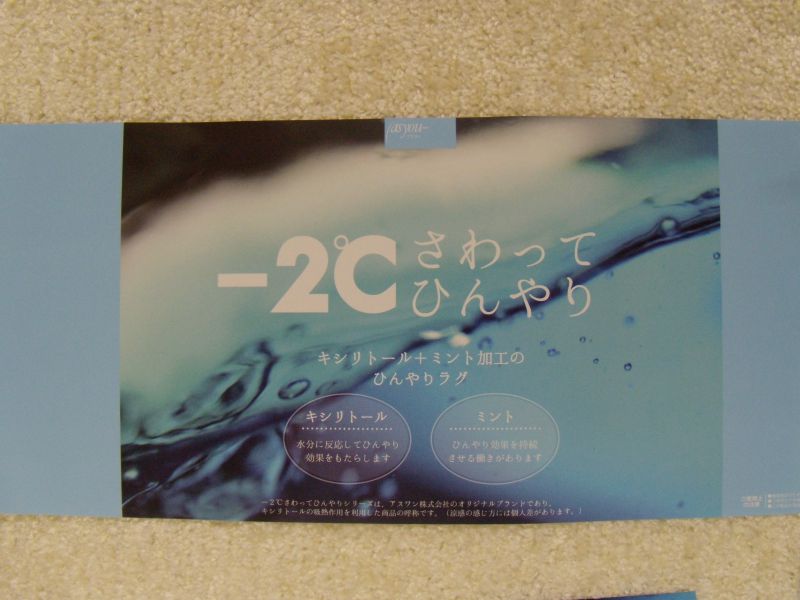 as you
-2℃
さわって
ひんやり
キシリトール+ミント加工の
ひんやりラグ
キシリトール
水分に反応してひんやり
効果をもたらします
ミント
ひんやり効果を持続
させる働きがあります
-2℃さわってひんやりシリーズは、アスワン株式会社のオリジナルブランドであり、
キシリトールの吸熱作用を利用した商品の呼称です。(涼感の感じ方には個人差があります。)